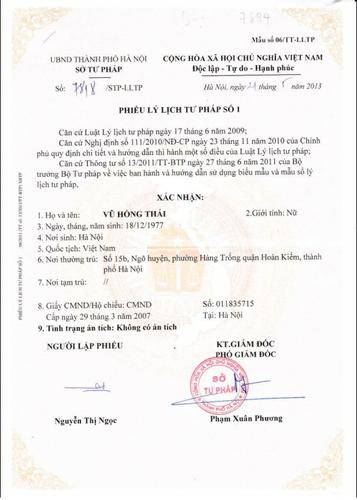 7894
Mẫu số 06/TT-LLTP
UBND THÀNH PHỐ HÀ NỘI
SỞ TƯ PHÁP
CỘNG HÒA XÃ HỘI CHỦ NGHĨA VIỆT NAM
Độc lập - Tự do - Hạnh phúc
Số: 7848 /STP-LLTP
Hà Nội, ngày 21 tháng 5 năm 2013
PHIẾU LÝ LỊCH TƯ PHÁP SỐ 1
Căn cứ Luật Lý lịch tư pháp ngày 17 tháng 6 năm 2009;
Căn cứ Nghị định số 111/2010/NĐ-CP ngày 23 tháng 11 năm 2010 của Chính
phủ quy định chi tiết và hướng dẫn thi hành một số điều của Luật Lý lịch tư pháp;
Căn cứ Thông tư số 13/2011/TT-BTP ngày 27 tháng 6 năm 2011 của Bộ
trưởng Bộ Tư pháp về việc ban hành và hướng dẫn sử dụng biểu mẫu và mẫu sổ lý
lịch tư pháp,
XÁC NHẬN:
1. Họ và tên: VŨ HỒNG THÁI 2.Giới tính: Nữ
3. Ngày, tháng, năm sinh: 18/12/1977
4. Nơi sinh: Hà Nội
5. Quốc tịch: Việt Nam
6. Nơi thường trú: Số 15b, Ngõ huyện, phường Hàng Trống quận Hoàn Kiếm, thành
phố Hà Nội
7. Nơi tạm trú: //
8. Giấy CMND/Hộ chiếu: CMND Số: 011835715
Cấp ngày 29 tháng 3 năm 2007 Tại: Hà Nội
9. Tình trạng án tích: Không có án tích
NGƯỜI LẬP PHIẾU
KT.GIÁM ĐỐC
PHÓ GIÁM ĐỐC
SỞ
TƯ PHÁP
Nguyễn Thị Ngọc
Phạm Xuân Phương